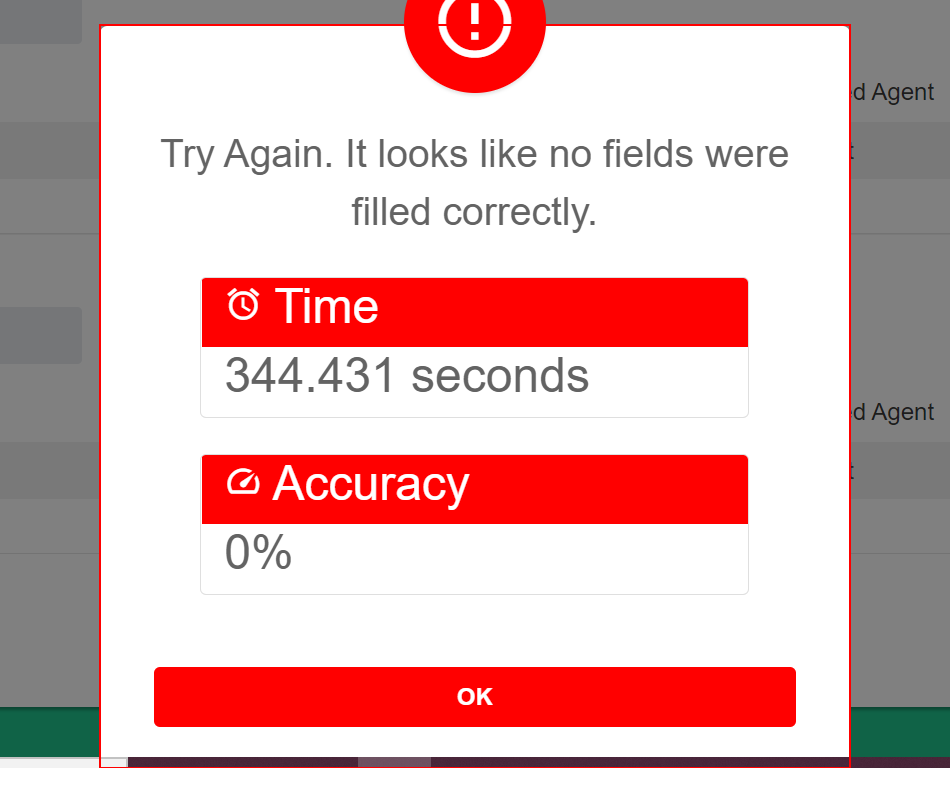 ed Agent
Try Again. It looks like no fields were
filled correctly.
Time
344.431 seconds
ed Agent
Accuracy
0%
OK